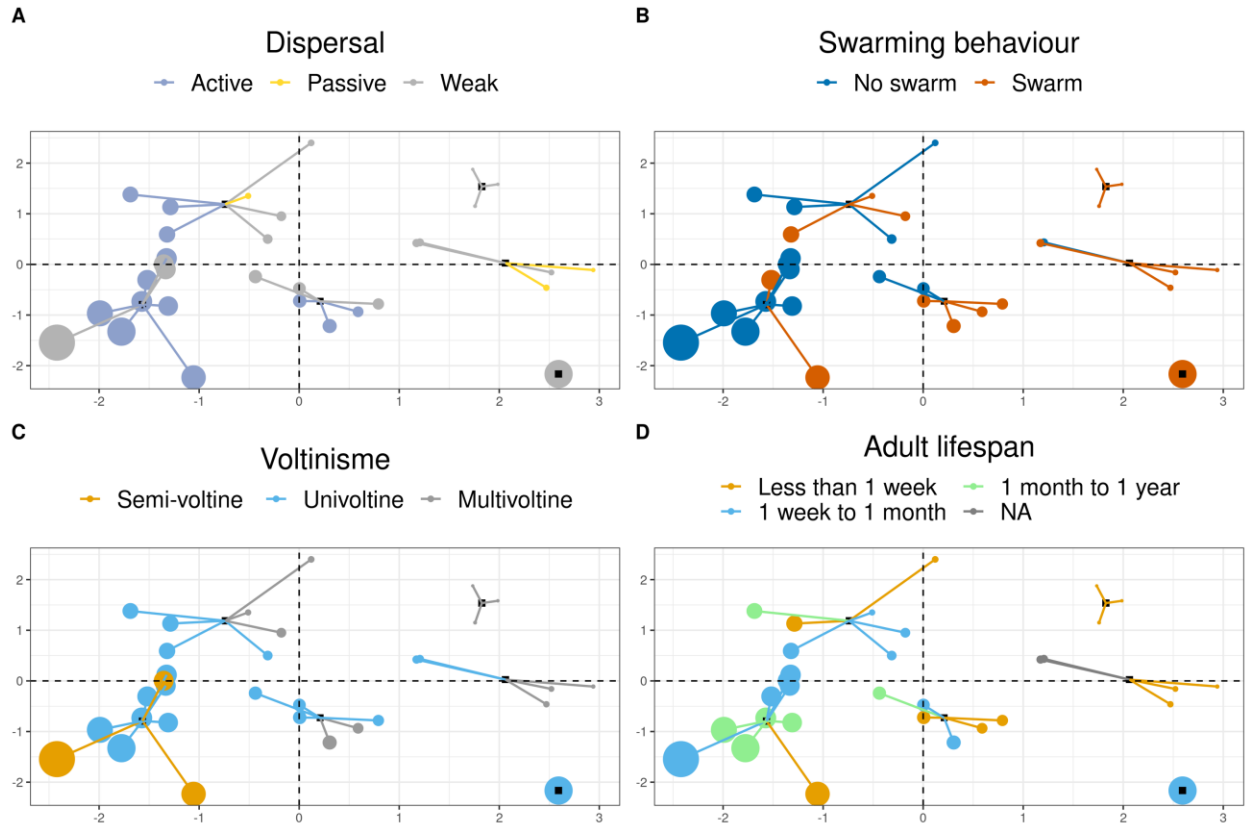 A B
Dispersal Swarming behaviour
Active Passive Weak No swarm Swarm
2 2
1 1
0 0
-1 -1
-2 -2
-2 -1 0 1 2 3 -2 -1 0 1 2 3
C D
Voltinisme Adult lifespan
Semi-voltine Univoltine Multivoltine Less than 1 week 1 month to 1 year
1 week to 1 month NA
2 2
1 1
0 0
-1 -1
-2 -2
-2 -1 0 1 2 3 -2 -1 0 1 2 3